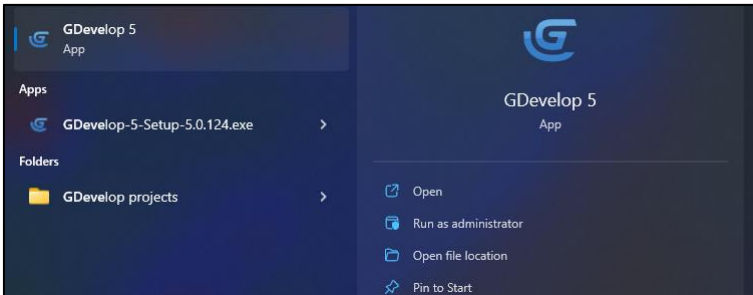 GDevelop 5
App
Apps
GDevelop-5-Setup-5.0.124.exe
Folders
GDevelop projects
GDevelop 5
App
Open
Run as administrator
Open file location
Pin to Start